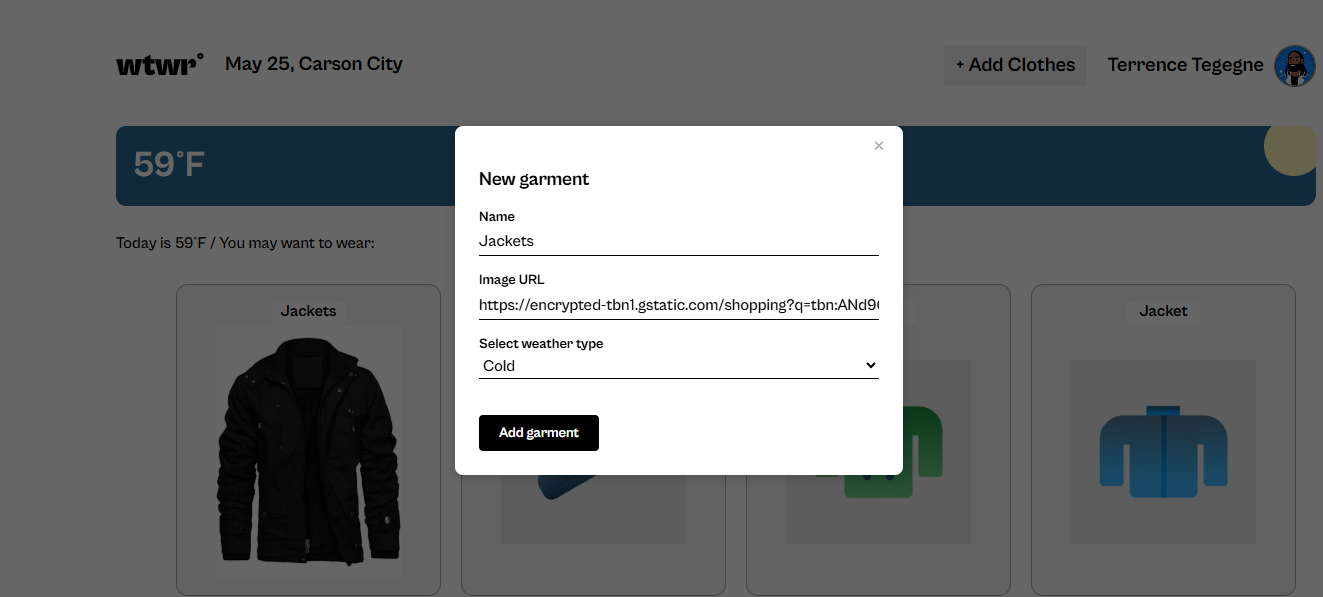 wtwr°
May 25, Carson City
+ Add Clothes
Terrence Tegegne
59°F
×
New garment
Name
Jackets
Image URL
https://encrypted-tbn1.gstatic.com/shopping?q=tbn:ANd9
Select weather type
Cold
Add garment
Today is 59°F / You may want to wear:
Jackets
Jacket